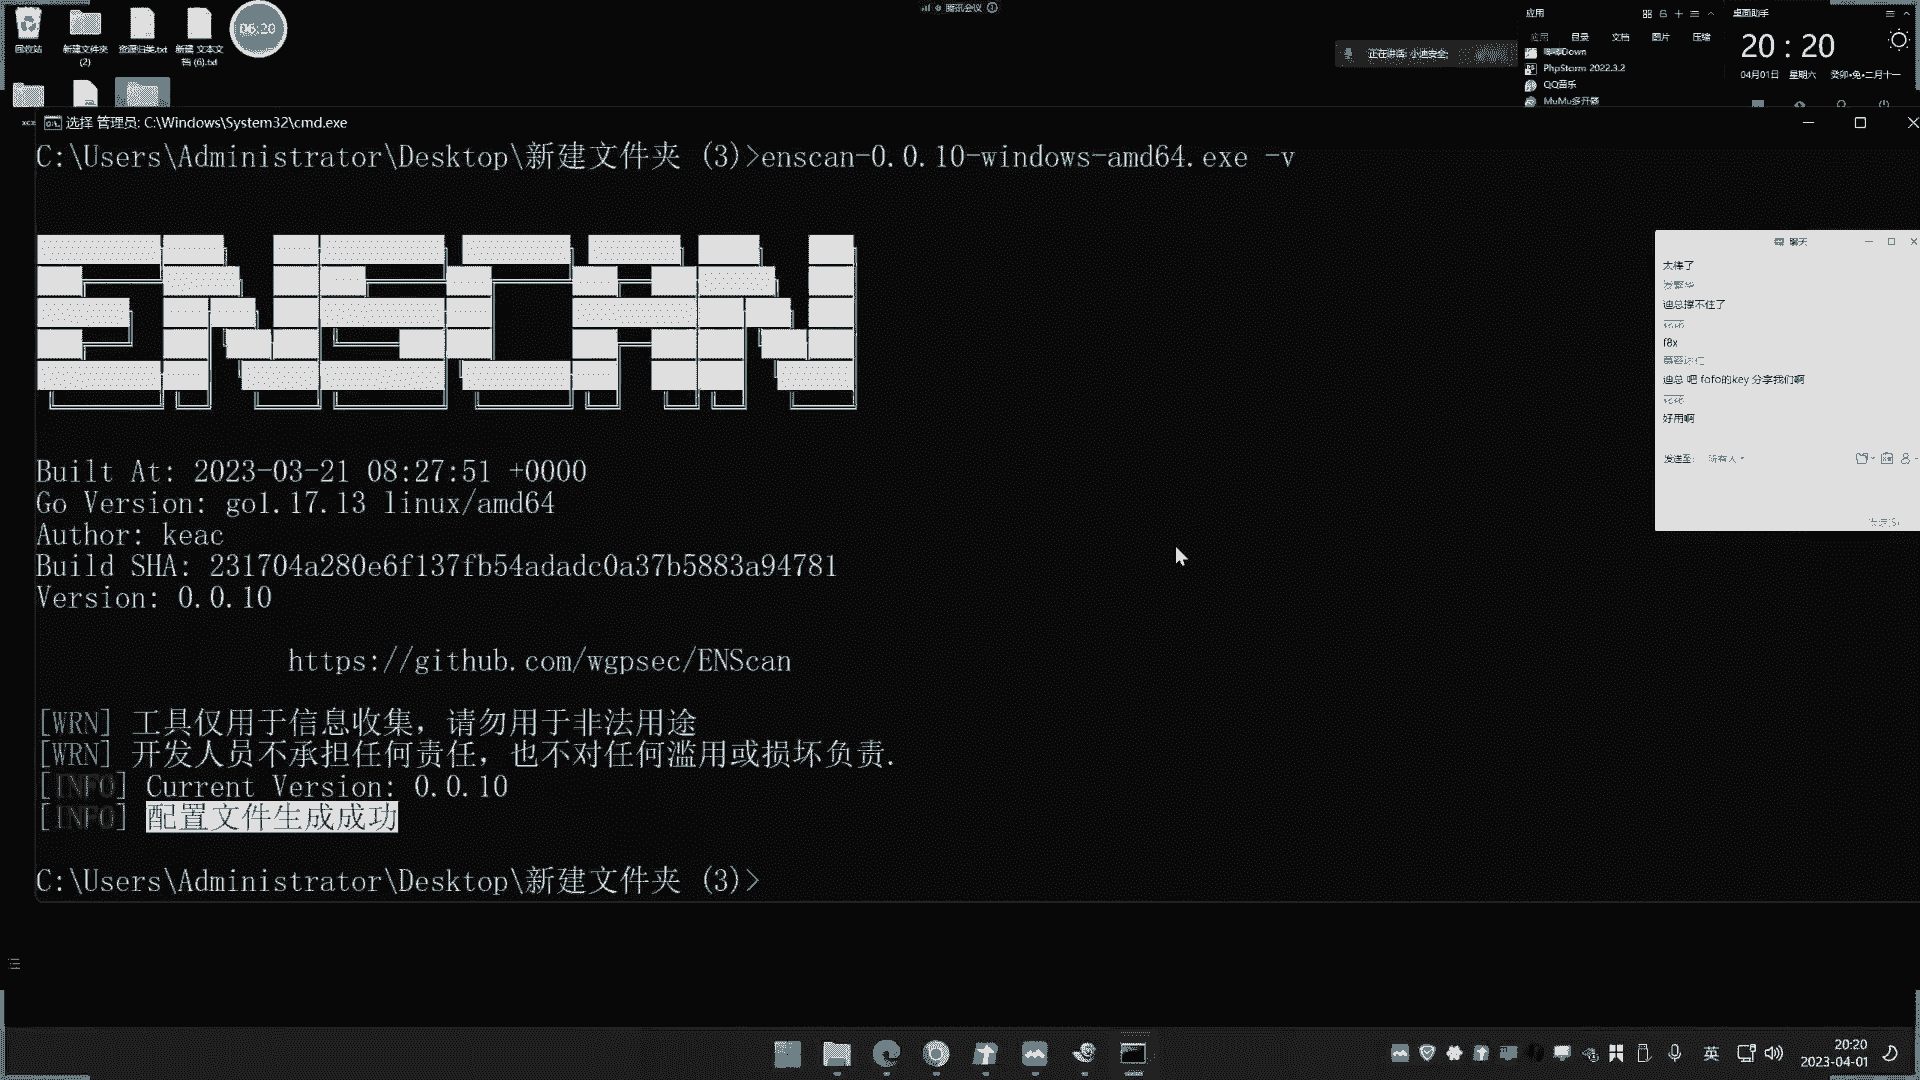 回收站
新建文件夹 (2)
资源归类.txt
新建 文本文档 (6).txt
06:20
腾讯会议
正在讲话: 小迪安全;
应用
应用 目录 文档 图片 压缩
唧唧Down
PhpStorm 2022.3.2
QQ音乐
MuMu多开器
桌面助手
20 : 20
04月01日 星期六 癸卯•兔•二月十一
选择 管理员: C:\Windows\System32\cmd.exe
C:\Users\Administrator\Desktop\新建文件夹 (3)>enscan-0.0.10-windows-amd64.exe -v
ENSCAN
Built At: 2023-03-21 08:27:51 +0000
Go Version: go1.17.13 linux/amd64
Author: keac
Build SHA: 231704a280e6f137fb54adadc0a37b5883a94781
Version: 0.0.10
https://github.com/wgpsec/ENScan
[WRN] 工具仅用于信息收集，请勿用于非法用途
[WRN] 开发人员不承担任何责任，也不对任何滥用或损坏负责.
[INFO] Current Version: 0.0.10
[INFO] 配置文件生成成功
C:\Users\Administrator\Desktop\新建文件夹 (3)>
聊天
太棒了
迪总撑不住了
f8x
迪总 吧 fofo的key 分享我们啊
好用啊
发送至: 所有人
英
20:20
2023-04-01